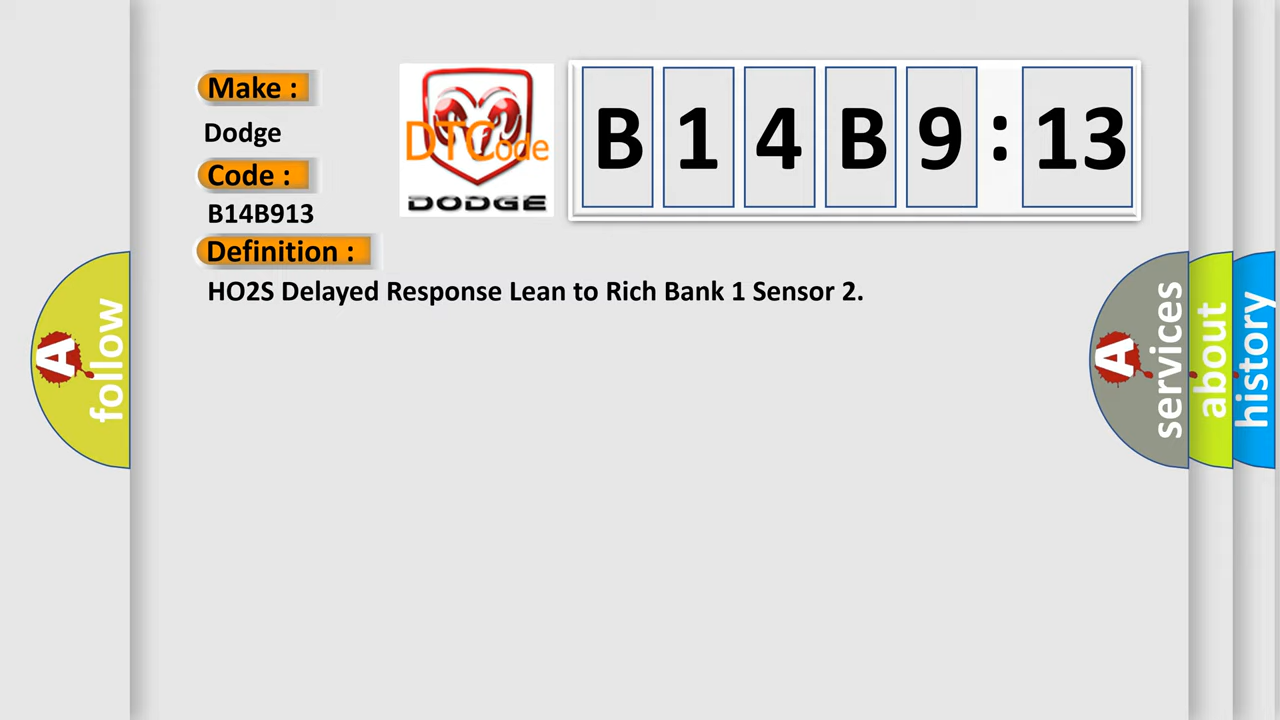 Make :
Dodge
Code :
B14B913
Definition :
HO2S Delayed Response Lean to Rich Bank 1 Sensor 2.
DTCode
DODGE
B 1 4 B 9 : 13
A follow
A services
about
history